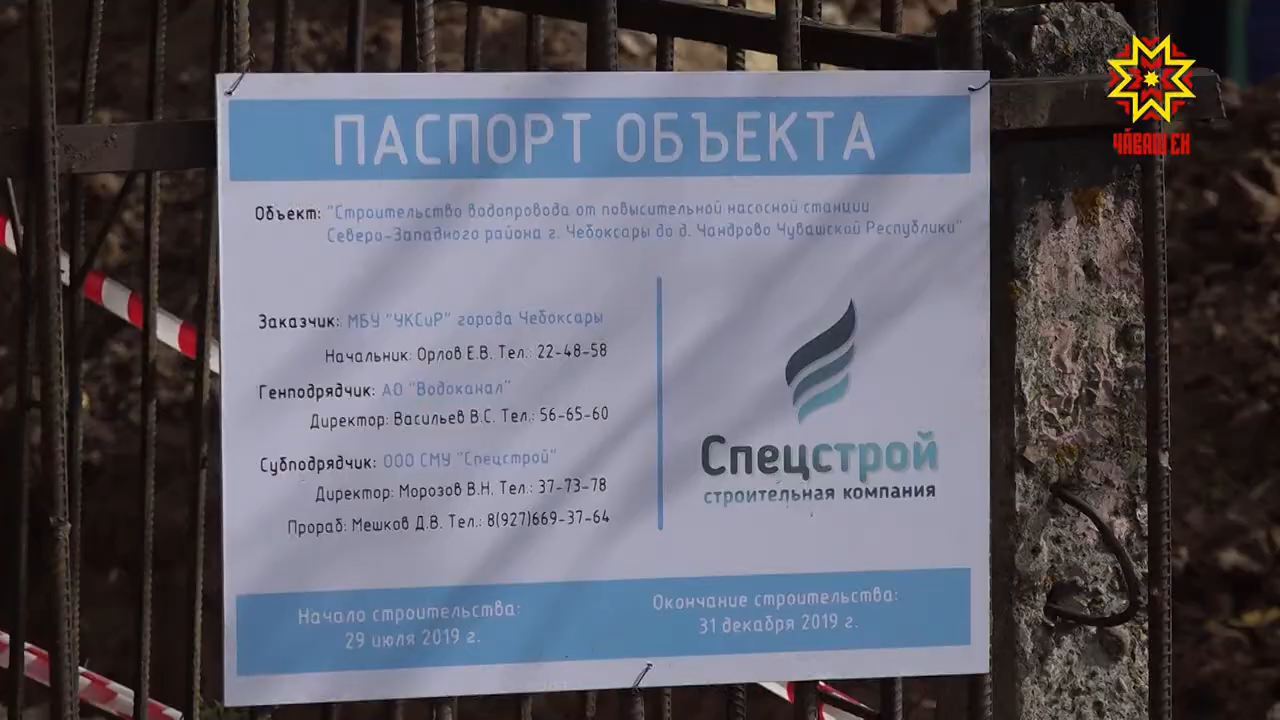 ПАСПОРТ ОБЪЕКТА
ЧӐВАШ ЕН
Объект: "Строительство водопровода от повысительной насосной станции
Северо-Западного района г. Чебоксары до д. Чандрово Чувашской Республики"
Заказчик: МБУ "УКСиР" города Чебоксары
Начальник: Орлов Е.В. Тел.: 22-48-58
Генподрядчик: АО "Водоканал"
Директор: Васильев В.С. Тел.: 56-65-60
Субподрядчик: ООО СМУ "Спецстрой"
Директор: Морозов В.Н. Тел.: 37-73-78
Прораб: Мешков Д.В. Тел.: 8(927)669-37-64
Спецстрой
строительная компания
Начало строительства:
29 июля 2019 г.
Окончание строительства:
31 декабря 2019 г.